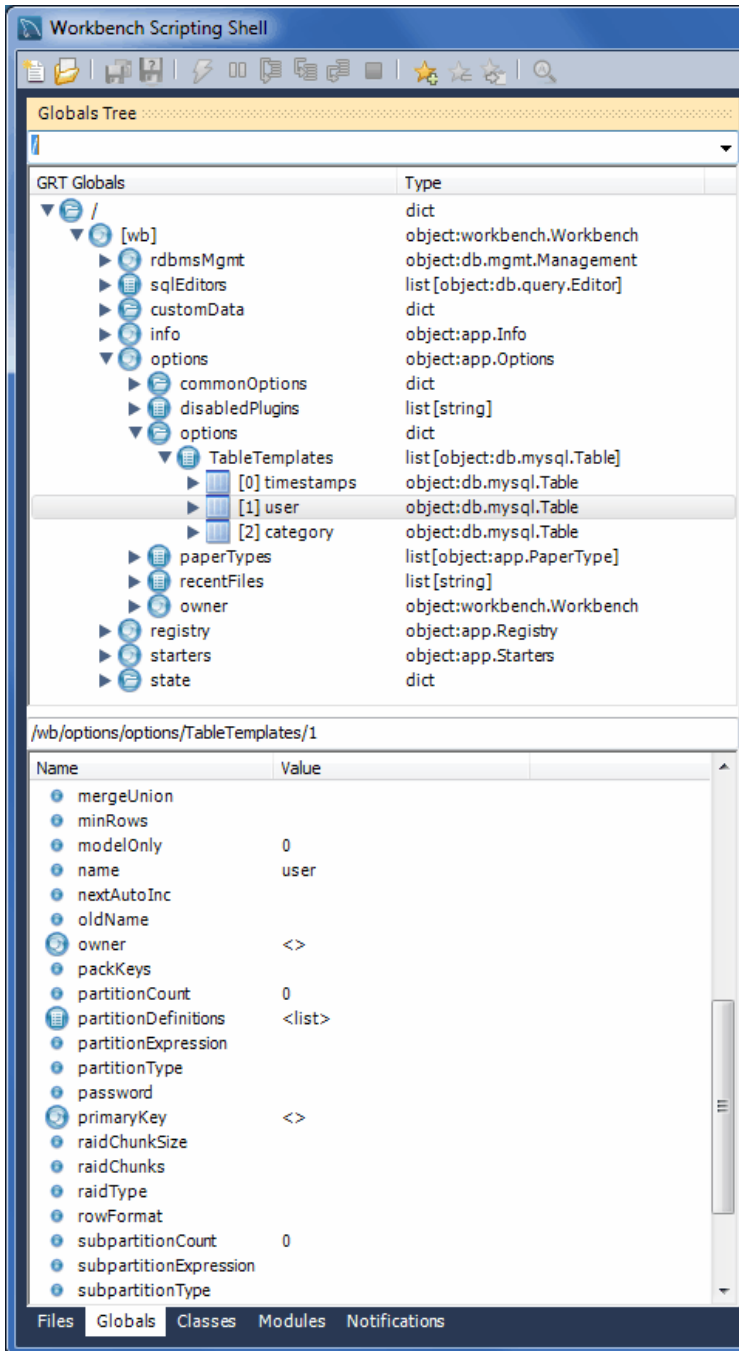 Workbench Scripting Shell
Globals Tree
/
GRT Globals Type
/ dict
[wb] object:workbench.Workbench
rdbmsMgmt object:db.mgmt.Management
sqlEditors list [object:db.query.Editor]
customData dict
info object:app.Info
options object:app.Options
commonOptions dict
disabledPlugins list [string]
options dict
TableTemplates list [object:db.mysql.Table]
[0] timestamps object:db.mysql.Table
[1] user object:db.mysql.Table
[2] category object:db.mysql.Table
paperTypes list[object:app.PaperType]
recentFiles list [string]
owner object:workbench.Workbench
registry object:app.Registry
starters object:app.Starters
state dict
/wb/options/options/TableTemplates/1
Name Value
mergeUnion
minRows
modelOnly 0
name user
nextAutoInc
oldName
owner <>
packKeys
partitionCount 0
partitionDefinitions <list>
partitionExpression
partitionType
password
primaryKey <>
raidChunkSize
raidChunks
raidType
rowFormat
subpartitionCount 0
subpartitionExpression
subpartitionType
Files Globals Classes Modules Notifications